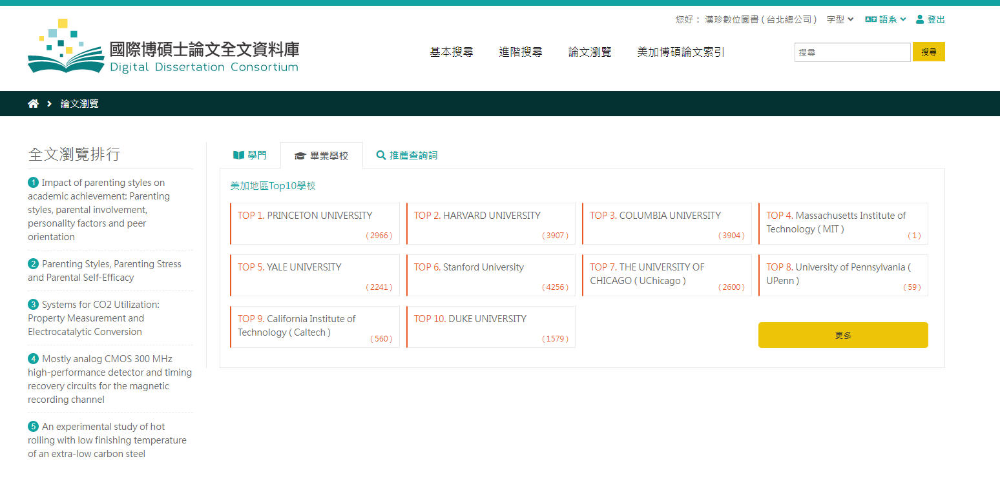 您好： 漢珍數位圖書 ( 台北總公司 ) 字型 語系 登出
國際博碩士論文全文資料庫
Digital Dissertation Consortium
基本搜尋 進階搜尋 論文瀏覽 美加博碩論文索引 搜尋 搜尋
論文瀏覽
全文瀏覽排行
1 Impact of parenting styles on
academic achievement: Parenting
styles, parental involvement,
personality factors and peer
orientation
2 Parenting Styles, Parenting Stress
and Parental Self-Efficacy
3 Systems for CO2 Utilization:
Property Measurement and
Electrocatalytic Conversion
4 Mostly analog CMOS 300 MHz
high-performance detector and timing
recovery circuits for the magnetic
recording channel
5 An experimental study of hot
rolling with low finishing temperature
of an extra-low carbon steel
學門 畢業學校 推薦查詢詞
美加地區Top10學校
TOP 1. PRINCETON UNIVERSITY
( 2966 )
TOP 2. HARVARD UNIVERSITY
( 3907 )
TOP 3. COLUMBIA UNIVERSITY
( 3904 )
TOP 4. Massachusetts Institute of
Technology ( MIT )
( 1 )
TOP 5. YALE UNIVERSITY
( 2241 )
TOP 6. Stanford University
( 4256 )
TOP 7. THE UNIVERSITY OF
CHICAGO ( UChicago )
( 2600 )
TOP 8. University of Pennsylvania (
UPenn )
( 59 )
TOP 9. California Institute of
Technology ( Caltech )
( 560 )
TOP 10. DUKE UNIVERSITY
( 1579 )
更多